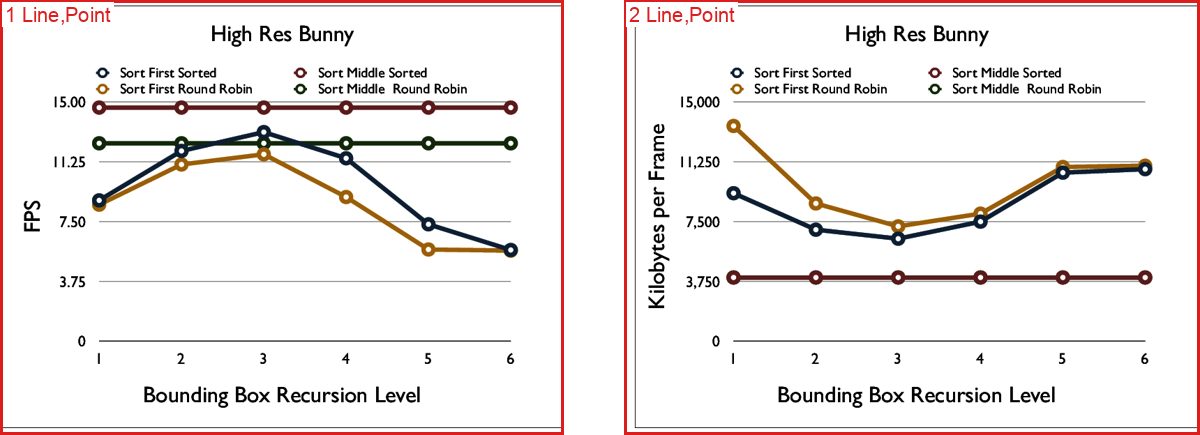 1 Line,Point
High Res Bunny
Sort First Sorted
Sort Middle Sorted
Sort First Round Robin
Sort Middle Round Robin
15.00
11.25
7.50
3.75
0
FPS
1 2 3 4 5 6
Bounding Box Recursion Level
2 Line,Point
High Res Bunny
Sort First Sorted
Sort Middle Sorted
Sort First Round Robin
Sort Middle Round Robin
15,000
11,250
7,500
3,750
0
Kilobytes per Frame
1 2 3 4 5 6
Bounding Box Recursion Level